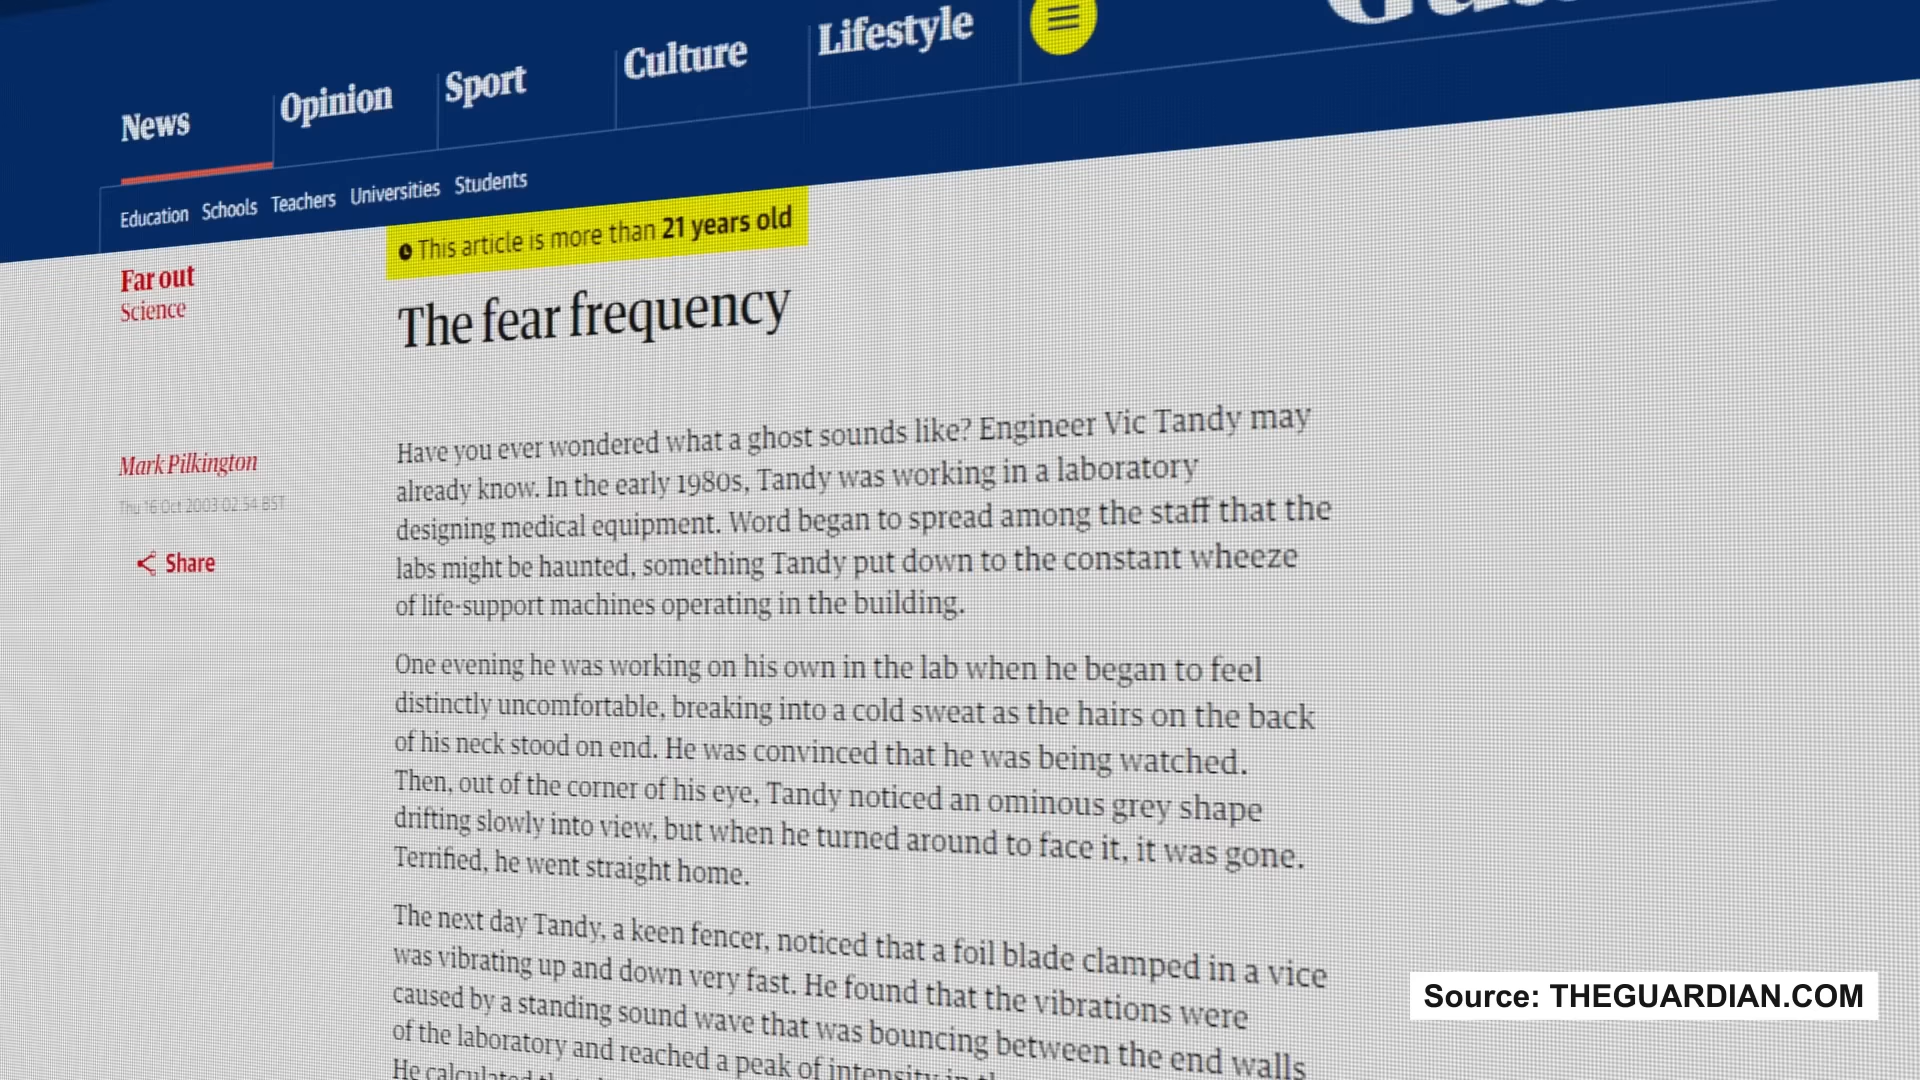 News
Opinion
Sport
Culture
Lifestyle
Education Schools Teachers Universities Students
This article is more than 21 years old
Far out
Science
The fear frequency
Mark Pilkington
Thu 16 Oct 2003 02.54 BST
Share
Have you ever wondered what a ghost sounds like? Engineer Vic Tandy may
already know. In the early 1980s, Tandy was working in a laboratory
designing medical equipment. Word began to spread among the staff that the
labs might be haunted, something Tandy put down to the constant wheeze
of life-support machines operating in the building.
One evening he was working on his own in the lab when he began to feel
distinctly uncomfortable, breaking into a cold sweat as the hairs on the back
of his neck stood on end. He was convinced that he was being watched.
Then, out of the corner of his eye, Tandy noticed an ominous grey shape
drifting slowly into view, but when he turned around to face it, it was gone.
Terrified, he went straight home.
The next day Tandy, a keen fencer, noticed that a foil blade clamped in a vice
was vibrating up and down very fast. He found that the vibrations were
caused by a standing sound wave that was bouncing between the end walls
of the laboratory and reached a peak of intensity in
He calculated
Source: THEGUARDIAN.COM